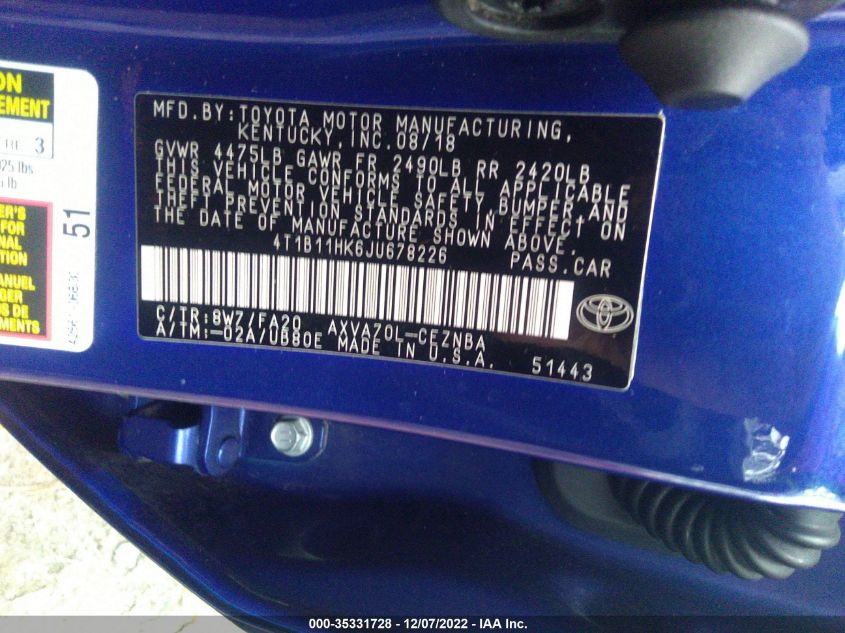 ON
EMENT
3
025 lbs
lb
R'S
FOR
NAL
TION
ANUEL
GER
S DE
ION
51
MFD.BY:TOYOTA MOTOR MANUFACTURING,
KENTUCKY, INC.08/18
GVWR 4475LB GAWR FR 2490LB RR 2420LB
THIS VEHICLE CONFORMS TO ALL APPLICABLE
FEDERAL MOTOR VEHICLE SAFETY, BUMPER, AND
THEFT PREVENTION STANDARDS IN EFFECT ON
THE DATE OF MANUFACTURE SHOWN ABOVE.
4T1B11HK6JU678226 PASS.CAR
C/TR:8W7/FA20 AXVA70L-CEZNBA
A/TM:-02A/UB80E MADE IN U.S.A.
51443
000-35331728 - 12/07/2022 - IAA Inc.